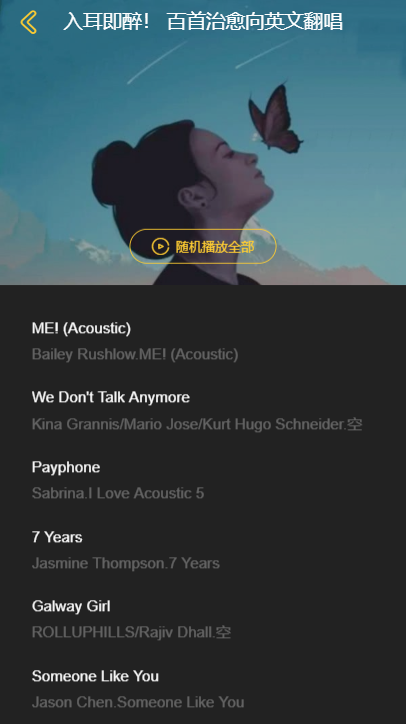 入耳即醉！ 百首治愈向英文翻唱
随机播放全部
ME! (Acoustic)
Bailey Rushlow.ME! (Acoustic)
We Don't Talk Anymore
Kina Grannis/Mario Jose/Kurt Hugo Schneider.空
Payphone
Sabrina.I Love Acoustic 5
7 Years
Jasmine Thompson.7 Years
Galway Girl
ROLLUPHILLS/Rajiv Dhall.空
Someone Like You
Jason Chen.Someone Like You